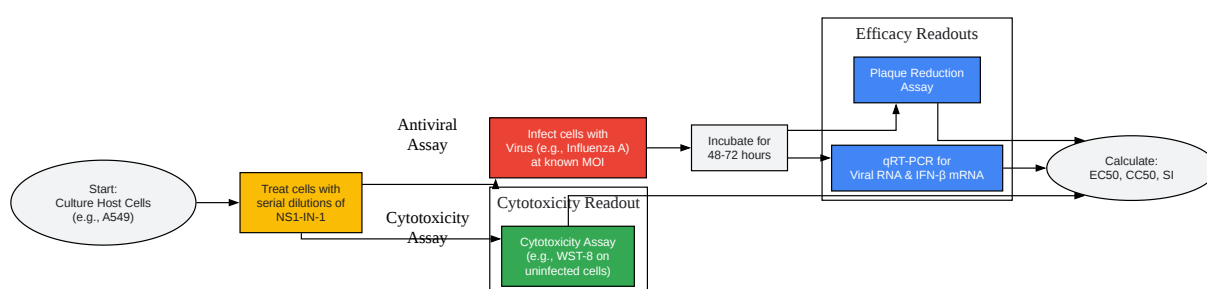 Start:
Culture Host Cells
(e.g., A549)
Treat cells with
serial dilutions of
NS1-IN-1
Antiviral
Assay
Cytotoxicity
Assay
Infect cells with
Virus (e.g., Influenza A)
at known MOI
Cytotoxicity Readout
Cytotoxicity Assay
(e.g., WST-8 on
uninfected cells)
Incubate for
48-72 hours
Efficacy Readouts
Plaque Reduction
Assay
qRT-PCR for
Viral RNA & IFN-β mRNA
Calculate:
EC50, CC50, SI